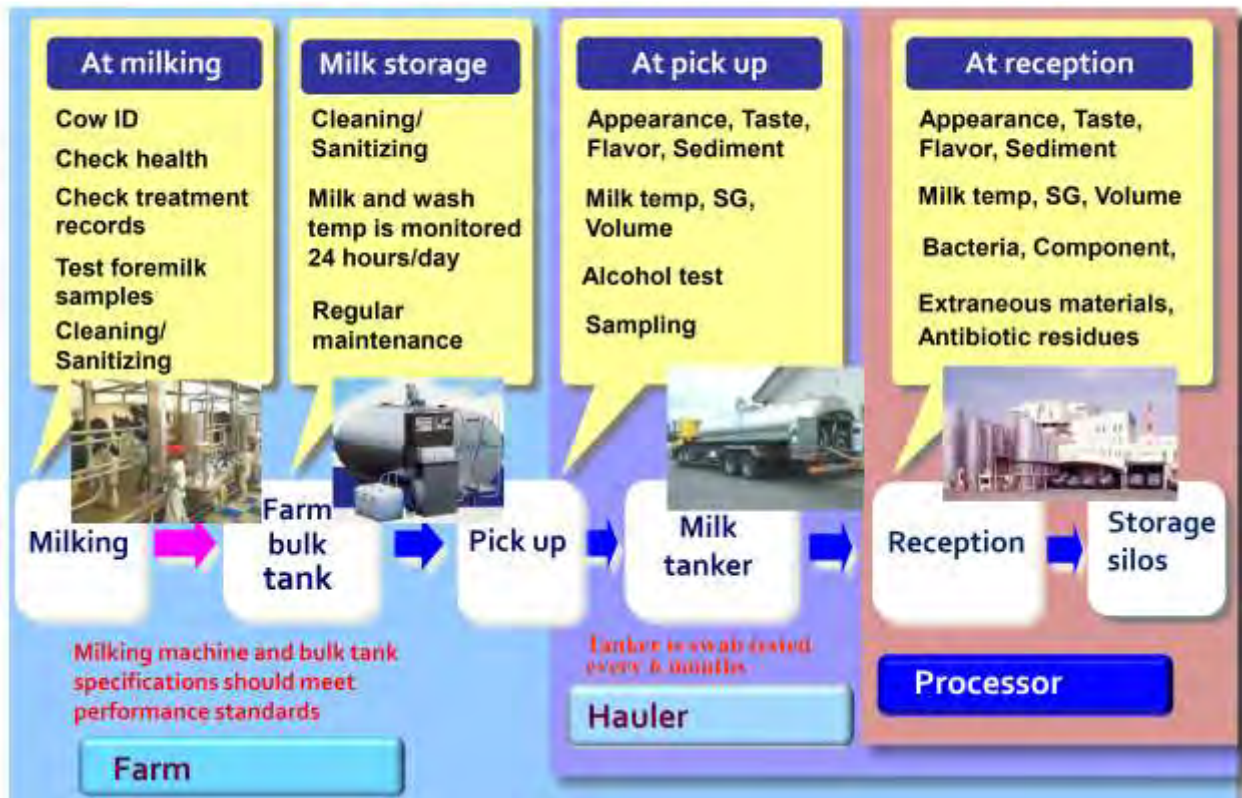 At milking
Cow ID
Check health
Check treatment
records
Test foremilk
samples
Cleaning/
Sanitizing
Milk storage
Cleaning/
Sanitizing
Milk and wash
temp is monitored
24 hours/day
Regular
maintenance
At pick up
Appearance, Taste,
Flavor, Sediment
Milk temp, SG,
Volume
Alcohol test
Sampling
At reception
Appearance, Taste,
Flavor, Sediment
Milk temp, SG, Volume
Bacteria, Component,
Extraneous materials,
Antibiotic residues
Milking
Farm
bulk
tank
Pick up
Milk
tanker
Reception
Storage
silos
Milking machine and bulk tank
specifications should meet
performance standards
Tanker is swab tested
every 6 months
Farm
Hauler
Processor